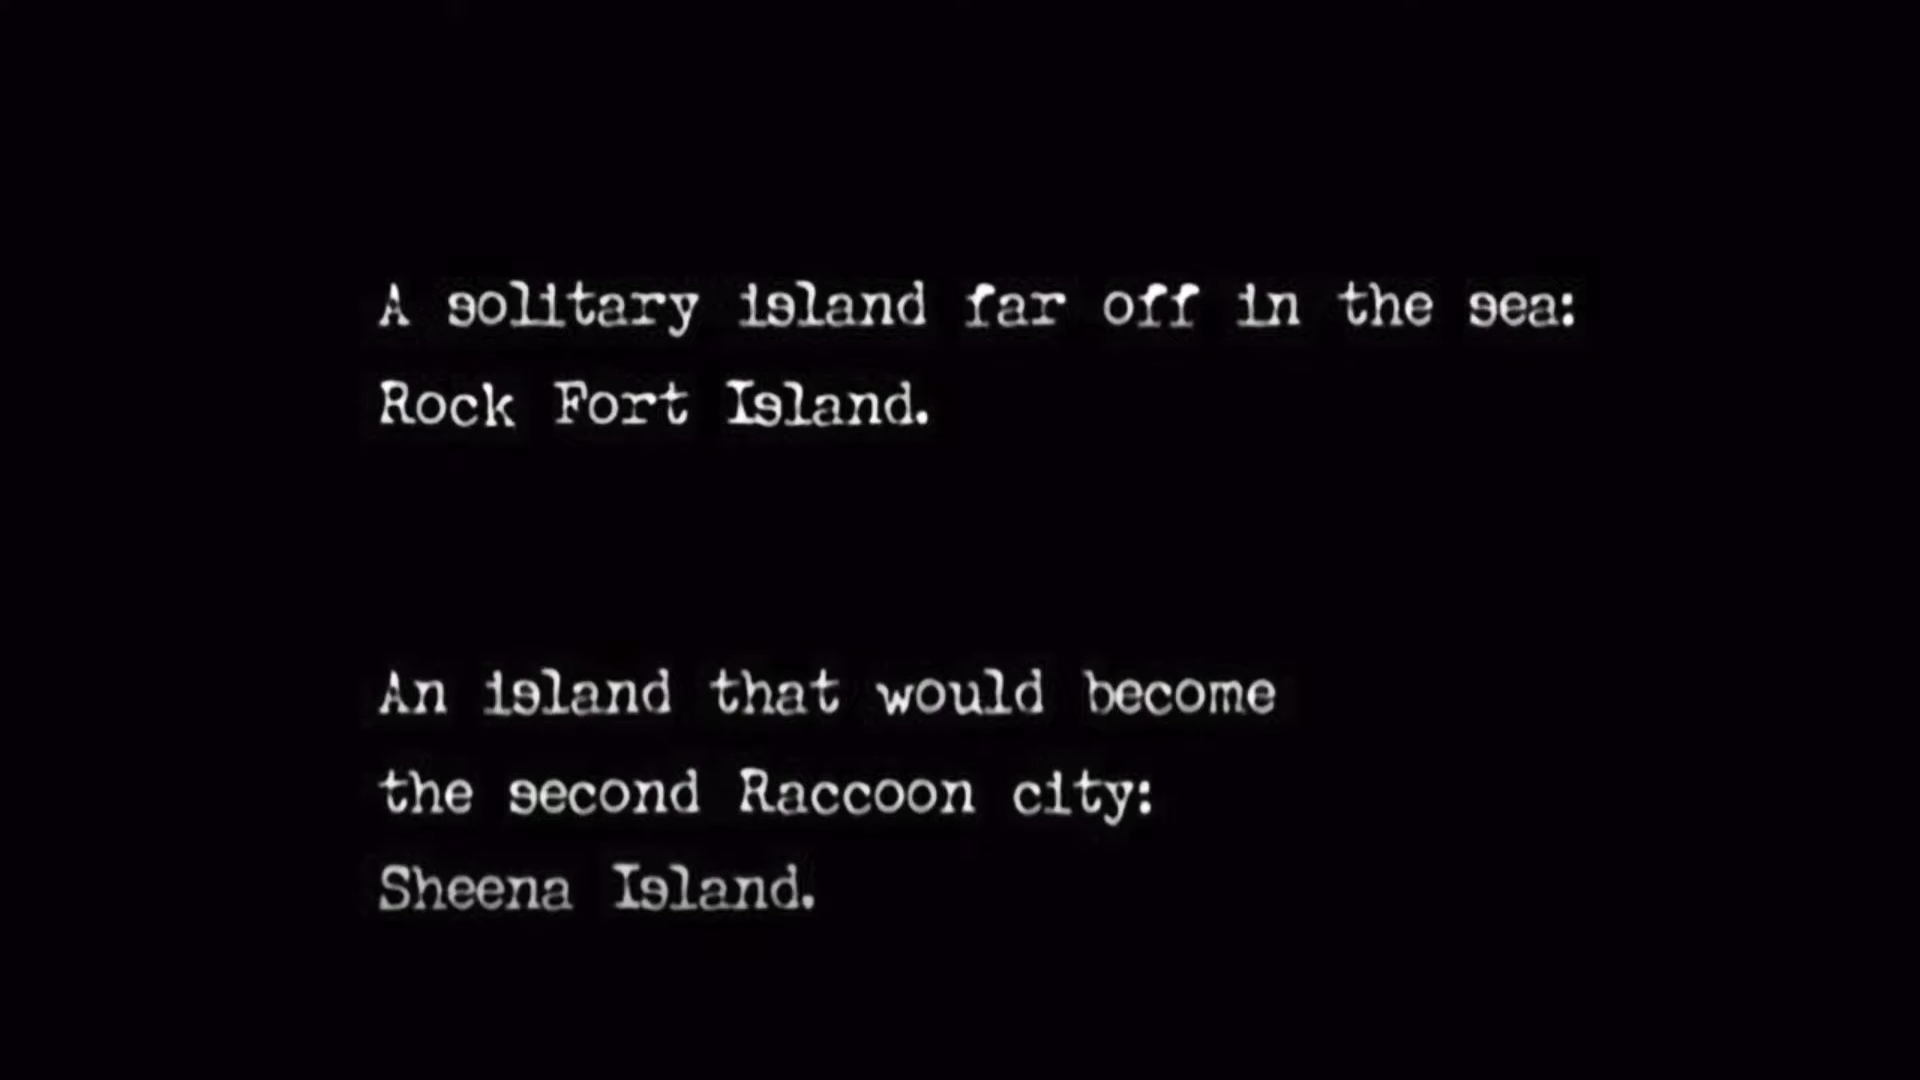 A solitary island far off in the sea:
Rock Fort Island.
An island that would become
the second Raccoon city:
Sheena Island.